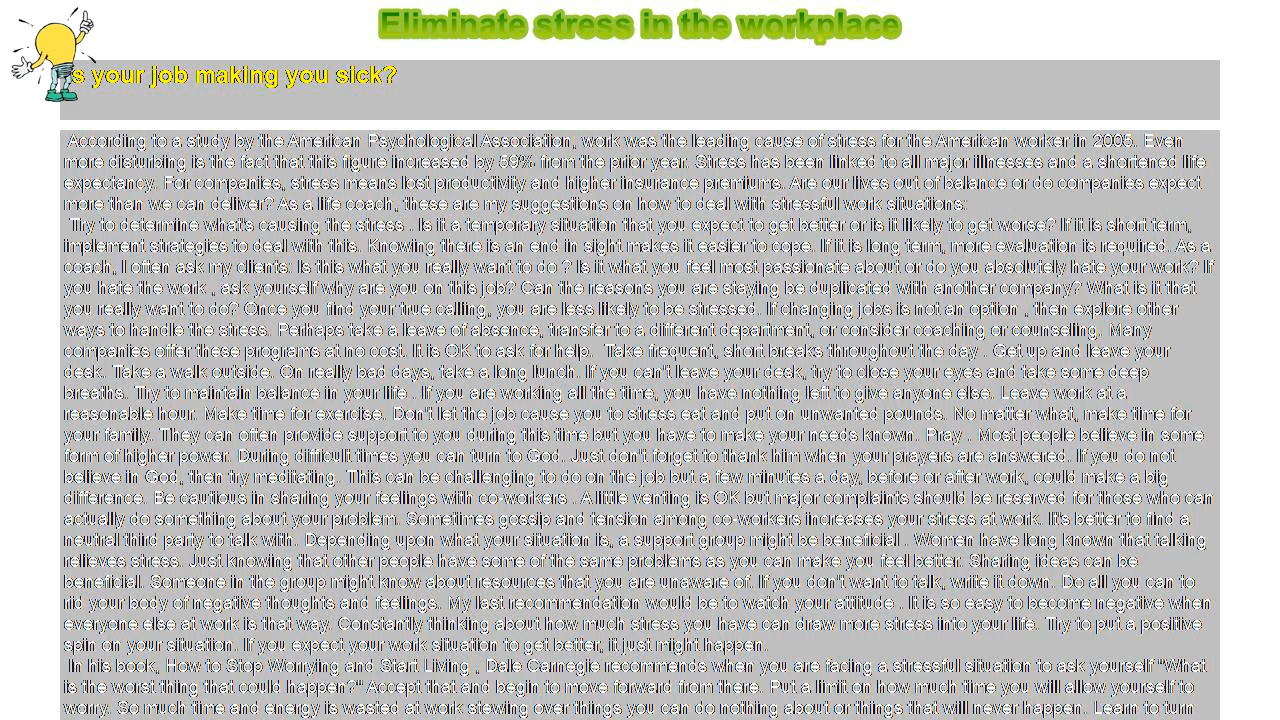 Eliminate stress in the workplace
s your job making you sick?
According to a study by the American Psychological Association, work was the leading cause of stress for the American worker in 2005. Even
more disturbing is the fact that this figure increased by 59% from the prior year. Stress has been linked to all major illnesses and a shortened life
expectancy. For companies, stress means lost productivity and higher insurance premiums. Are our lives out of balance or do companies expect
more than we can deliver? As a life coach, these are my suggestions on how to deal with stressful work situations:
Try to determine what's causing the stress . Is it a temporary situation that you expect to get better or is it likely to get worse? If it is short term,
implement strategies to deal with this. Knowing there is an end in sight makes it easier to cope. If it is long term, more evaluation is required. As a
coach, I often ask my clients: Is this what you really want to do ? Is it what you feel most passionate about or do you absolutely hate your work? If
you hate the work , ask yourself why are you on this job? Can the reasons you are staying be duplicated with another company? What is it that
you really want to do? Once you find your true calling, you are less likely to be stressed. If changing jobs is not an option , then explore other
ways to handle the stress. Perhaps take a leave of absence, transfer to a different department, or consider coaching or counseling. Many
companies offer these programs at no cost. It is OK to ask for help.  Take frequent, short breaks throughout the day . Get up and leave your
desk. Take a walk outside. On really bad days, take a long lunch. If you can't leave your desk, try to close your eyes and take some deep
breaths. Try to maintain balance in your life . If you are working all the time, you have nothing left to give anyone else. Leave work at a
reasonable hour. Make time for exercise. Don't let the job cause you to stress eat and put on unwanted pounds. No matter what, make time for
your family. They can often provide support to you during this time but you have to make your needs known. Pray . Most people believe in some
form of higher power. During difficult times you can turn to God. Just don't forget to thank him when your prayers are answered. If you do not
believe in God, then try meditating. This can be challenging to do on the job but a few minutes a day, before or after work, could make a big
difference. Be cautious in sharing your feelings with co-workers . A little venting is OK but major complaints should be reserved for those who can
actually do something about your problem. Sometimes gossip and tension among co-workers increases your stress at work. It's better to find a
neutral third party to talk with. Depending upon what your situation is, a support group might be beneficial . Women have long known that talking
relieves stress. Just knowing that other people have some of the same problems as you can make you feel better. Sharing ideas can be
beneficial. Someone in the group might know about resources that you are unaware of. If you don't want to talk, write it down. Do all you can to
rid your body of negative thoughts and feelings. My last recommendation would be to watch your attitude . It is so easy to become negative when
everyone else at work is that way. Constantly thinking about how much stress you have can draw more stress into your life. Try to put a positive
spin on your situation. If you expect your work situation to get better, it just might happen.
In his book, How to Stop Worrying and Start Living , Dale Carnegie recommends when you are facing a stressful situation to ask yourself "What
is the worst thing that could happen?" Accept that and begin to move forward from there. Put a limit on how much time you will allow yourself to
worry. So much time and energy is wasted at work stewing over things you can do nothing about or things that will never happen. Learn to turn